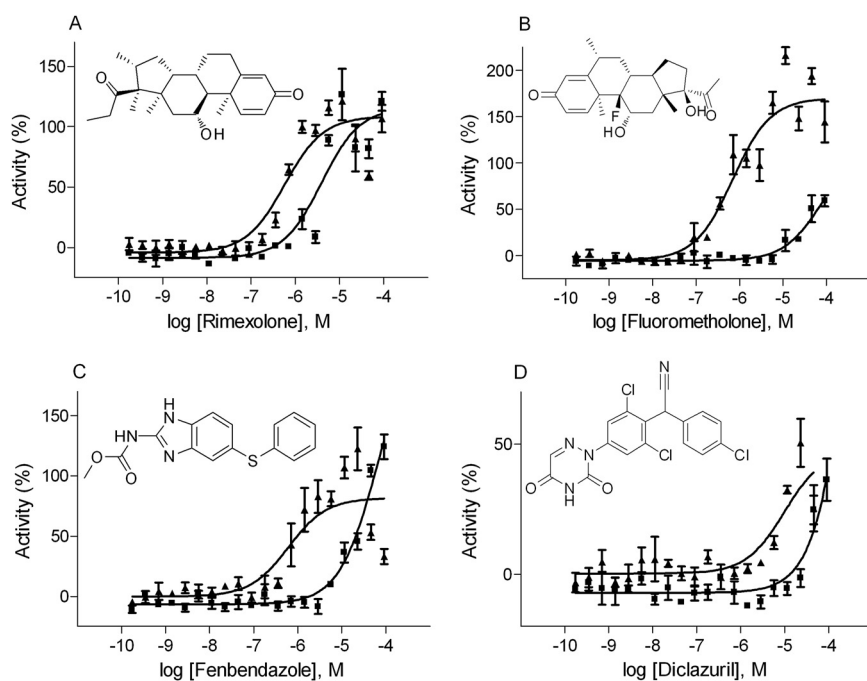 A
150
100
50
0
Activity (%)
O
O
OH
-10 -9 -8 -7 -6 -5 -4
log [Rimexolone], M
B
200
150
100
50
0
Activity (%)
O
F
HO
OH
O
-10 -9 -8 -7 -6 -5 -4
log [Fluorometholone], M
C
150
100
50
0
Activity (%)
H
N
N
NH
O
O
S
-10 -9 -8 -7 -6 -5 -4
log [Fenbendazole], M
D
50
0
Activity (%)
N
Cl
Cl
Cl
N
N
O
NH
O
-10 -9 -8 -7 -6 -5 -4
log [Diclazuril], M